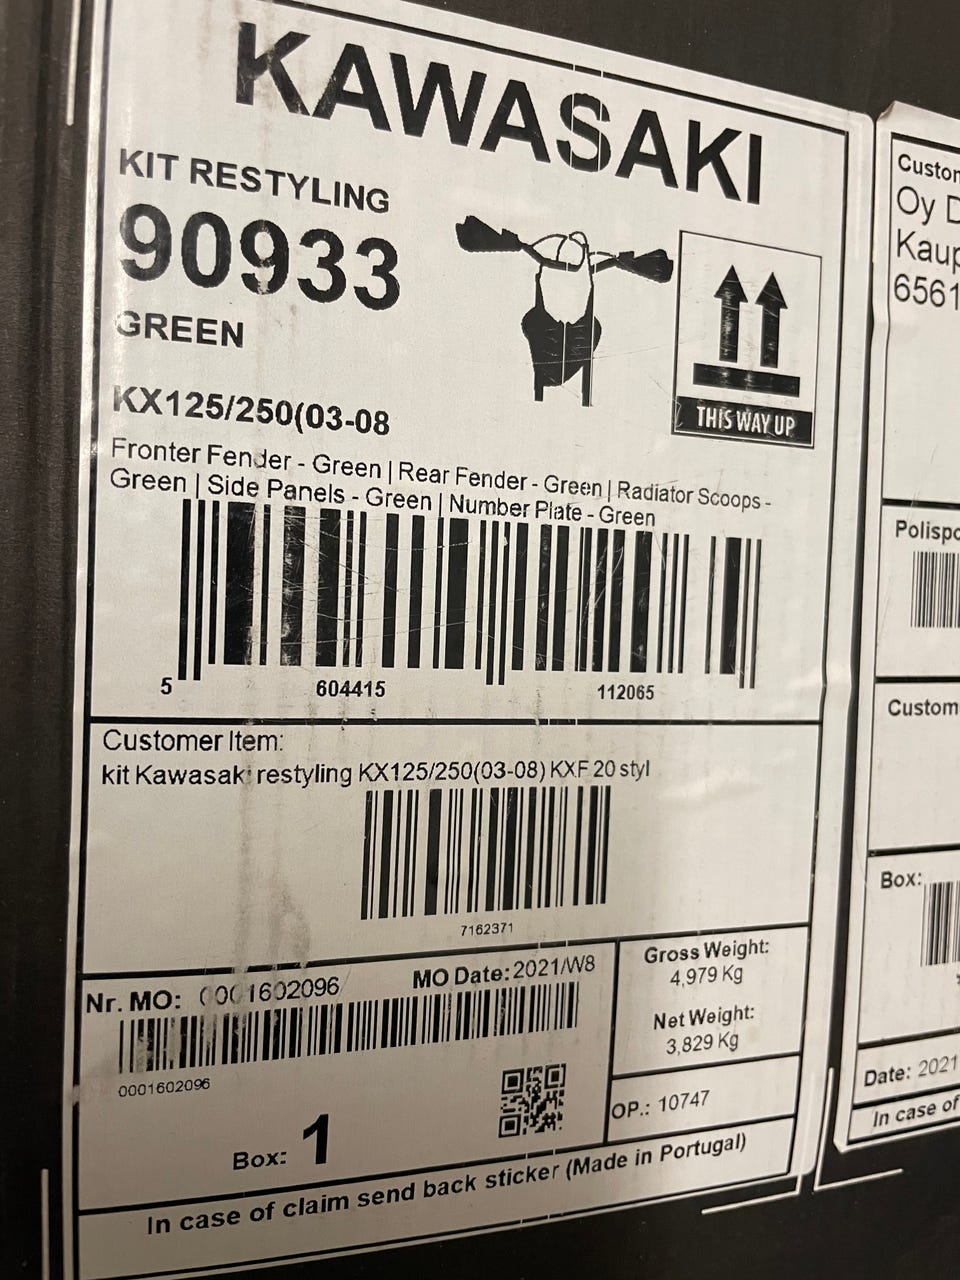 KAWASAKI
KIT RESTYLING
90933
GREEN
KX125/250(03-08
Fronter Fender - Green | Rear Fender - Green | Radiator Scoops -
Green | Side Panels - Green | Number Plate - Green
THIS WAY UP
5 604415 112065
Customer Item:
kit Kawasaki restyling KX125/250(03-08) KXF 20 styl
7162371
Nr. MO: 0001602096 MO Date: 2021/W8
0001602096
Box: 1
Gross Weight:
4,979 Kg
Net Weight:
3,829 Kg
OP.: 10747
In case of claim send back sticker (Made in Portugal)
Custom
Oy D
Kaup
6561
Polispo
Custom
Box:
Date: 2021
In case of